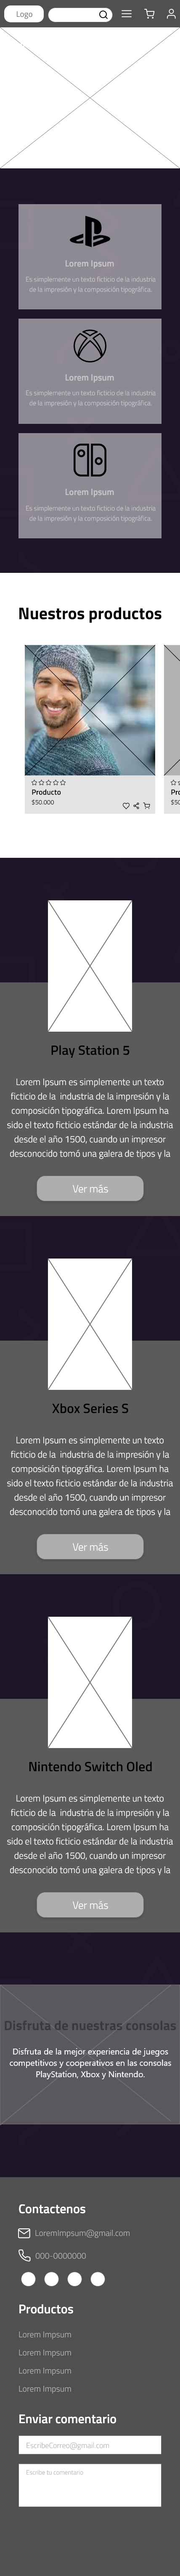 Logo
Lorem Ipsum
Es simplemente un texto ficticio de la industria
de la impresión y la composición tipográfica.
Lorem Ipsum
Es simplemente un texto ficticio de la industria
de la impresión y la composición tipográfica.
Lorem Ipsum
Es simplemente un texto ficticio de la industria
de la impresión y la composición tipográfica.
Nuestros productos
Producto
$50.000
Play Station 5
Lorem Ipsum es simplemente un texto
ficticio de la industria de la impresión y la
composición tipográfica. Lorem Ipsum ha
sido el texto ficticio estándar de la industria
desde el año 1500, cuando un impresor
desconocido tomó una galera de tipos y la
Ver más
Xbox Series S
Lorem Ipsum es simplemente un texto
ficticio de la industria de la impresión y la
composición tipográfica. Lorem Ipsum ha
sido el texto ficticio estándar de la industria
desde el año 1500, cuando un impresor
desconocido tomó una galera de tipos y la
Ver más
Nintendo Switch Oled
Lorem Ipsum es simplemente un texto
ficticio de la industria de la impresión y la
composición tipográfica. Lorem Ipsum ha
sido el texto ficticio estándar de la industria
desde el año 1500, cuando un impresor
desconocido tomó una galera de tipos y la
Ver más
Disfruta de nuestras consolas
Disfruta de la mejor experiencia de juegos
competitivos y cooperativos en las consolas
PlayStation, Xbox y Nintendo.
Contactenos
LoremImpsum@gmail.com
000-0000000
Productos
Lorem Impsum
Lorem Impsum
Lorem Impsum
Lorem Impsum
Enviar comentario
EscribeCorreo@gmail.com
Escribe tu comentario